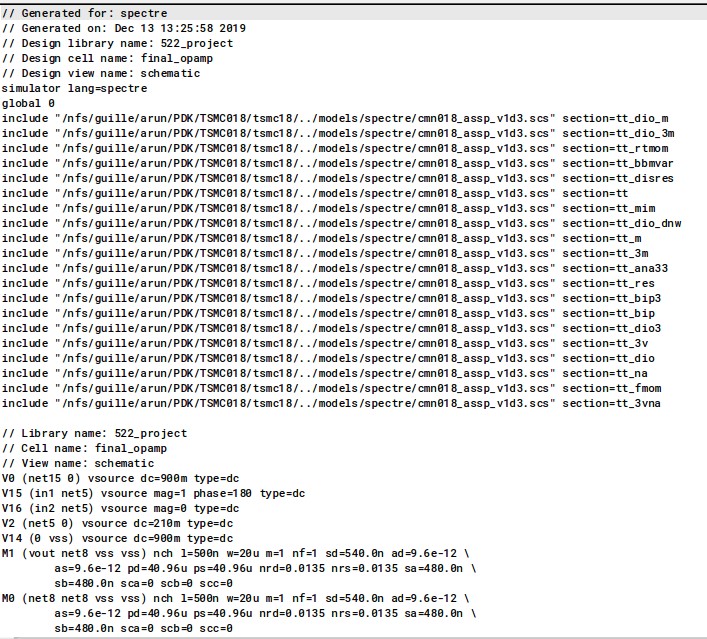 // Generated for: spectre
// Generated on: Dec 13 13:25:58 2019
// Design library name: 522_project
// Design cell name: final_opamp
// Design view name: schematic
simulator lang=spectre
global 0
include "/nfs/guille/arun/PDK/TSMC018/tsmc18/../models/spectre/cmn018_assp_v1d3.scs" section=tt_dio_m
include "/nfs/guille/arun/PDK/TSMC018/tsmc18/../models/spectre/cmn018_assp_v1d3.scs" section=tt_dio_3m
include "/nfs/guille/arun/PDK/TSMC018/tsmc18/../models/spectre/cmn018_assp_v1d3.scs" section=tt_rtmom
include "/nfs/guille/arun/PDK/TSMC018/tsmc18/../models/spectre/cmn018_assp_v1d3.scs" section=tt_bbmvar
include "/nfs/guille/arun/PDK/TSMC018/tsmc18/../models/spectre/cmn018_assp_v1d3.scs" section=tt_disres
include "/nfs/guille/arun/PDK/TSMC018/tsmc18/../models/spectre/cmn018_assp_v1d3.scs" section=tt
include "/nfs/guille/arun/PDK/TSMC018/tsmc18/../models/spectre/cmn018_assp_v1d3.scs" section=tt_mim
include "/nfs/guille/arun/PDK/TSMC018/tsmc18/../models/spectre/cmn018_assp_v1d3.scs" section=tt_dio_dnw
include "/nfs/guille/arun/PDK/TSMC018/tsmc18/../models/spectre/cmn018_assp_v1d3.scs" section=tt_m
include "/nfs/guille/arun/PDK/TSMC018/tsmc18/../models/spectre/cmn018_assp_v1d3.scs" section=tt_3m
include "/nfs/guille/arun/PDK/TSMC018/tsmc18/../models/spectre/cmn018_assp_v1d3.scs" section=tt_ana33
include "/nfs/guille/arun/PDK/TSMC018/tsmc18/../models/spectre/cmn018_assp_v1d3.scs" section=tt_res
include "/nfs/guille/arun/PDK/TSMC018/tsmc18/../models/spectre/cmn018_assp_v1d3.scs" section=tt_bip3
include "/nfs/guille/arun/PDK/TSMC018/tsmc18/../models/spectre/cmn018_assp_v1d3.scs" section=tt_bip
include "/nfs/guille/arun/PDK/TSMC018/tsmc18/../models/spectre/cmn018_assp_v1d3.scs" section=tt_dio3
include "/nfs/guille/arun/PDK/TSMC018/tsmc18/../models/spectre/cmn018_assp_v1d3.scs" section=tt_3v
include "/nfs/guille/arun/PDK/TSMC018/tsmc18/../models/spectre/cmn018_assp_v1d3.scs" section=tt_dio
include "/nfs/guille/arun/PDK/TSMC018/tsmc18/../models/spectre/cmn018_assp_v1d3.scs" section=tt_na
include "/nfs/guille/arun/PDK/TSMC018/tsmc18/../models/spectre/cmn018_assp_v1d3.scs" section=tt_fmom
include "/nfs/guille/arun/PDK/TSMC018/tsmc18/../models/spectre/cmn018_assp_v1d3.scs" section=tt_3vna
// Library name: 522_project
// Cell name: final_opamp
// View name: schematic
V0 (net15 0) vsource dc=900m type=dc
V15 (in1 net5) vsource mag=1 phase=180 type=dc
V16 (in2 net5) vsource mag=0 type=dc
V2 (net5 0) vsource dc=210m type=dc
V14 (0 vss) vsource dc=900m type=dc
M1 (vout net8 vss vss) nch l=500n w=20u m=1 nf=1 sd=540.0n ad=9.6e-12 \
as=9.6e-12 pd=40.96u ps=40.96u nrd=0.0135 nrs=0.0135 sa=480.0n \
sb=480.0n sca=0 scb=0 scc=0
M0 (net8 net8 vss vss) nch l=500n w=20u m=1 nf=1 sd=540.0n ad=9.6e-12 \
as=9.6e-12 pd=40.96u ps=40.96u nrd=0.0135 nrs=0.0135 sa=480.0n \
sb=480.0n sca=0 scb=0 scc=0